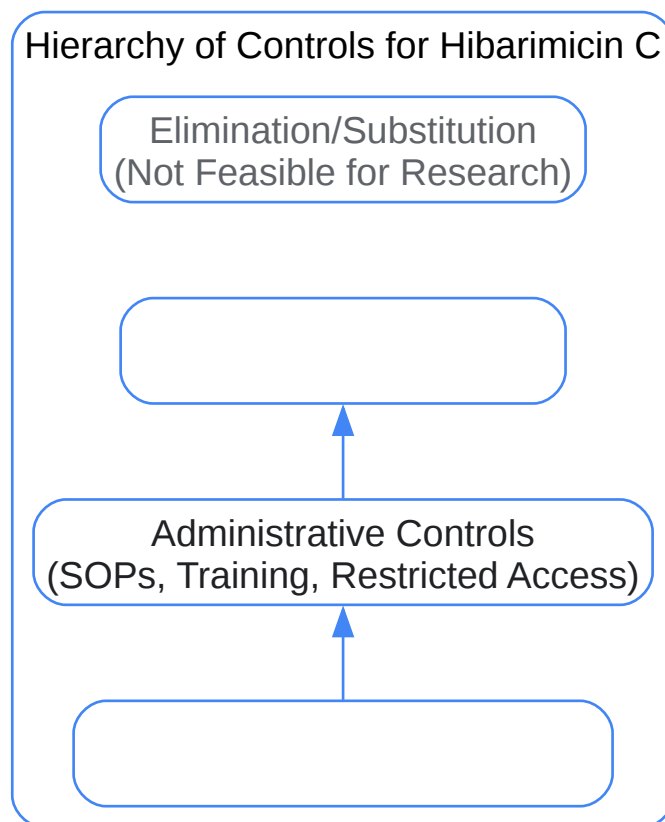 Hierarchy of Controls for Hibarimicin C
Elimination/Substitution
(Not Feasible for Research)
Administrative Controls
(SOPs, Training, Restricted Access)